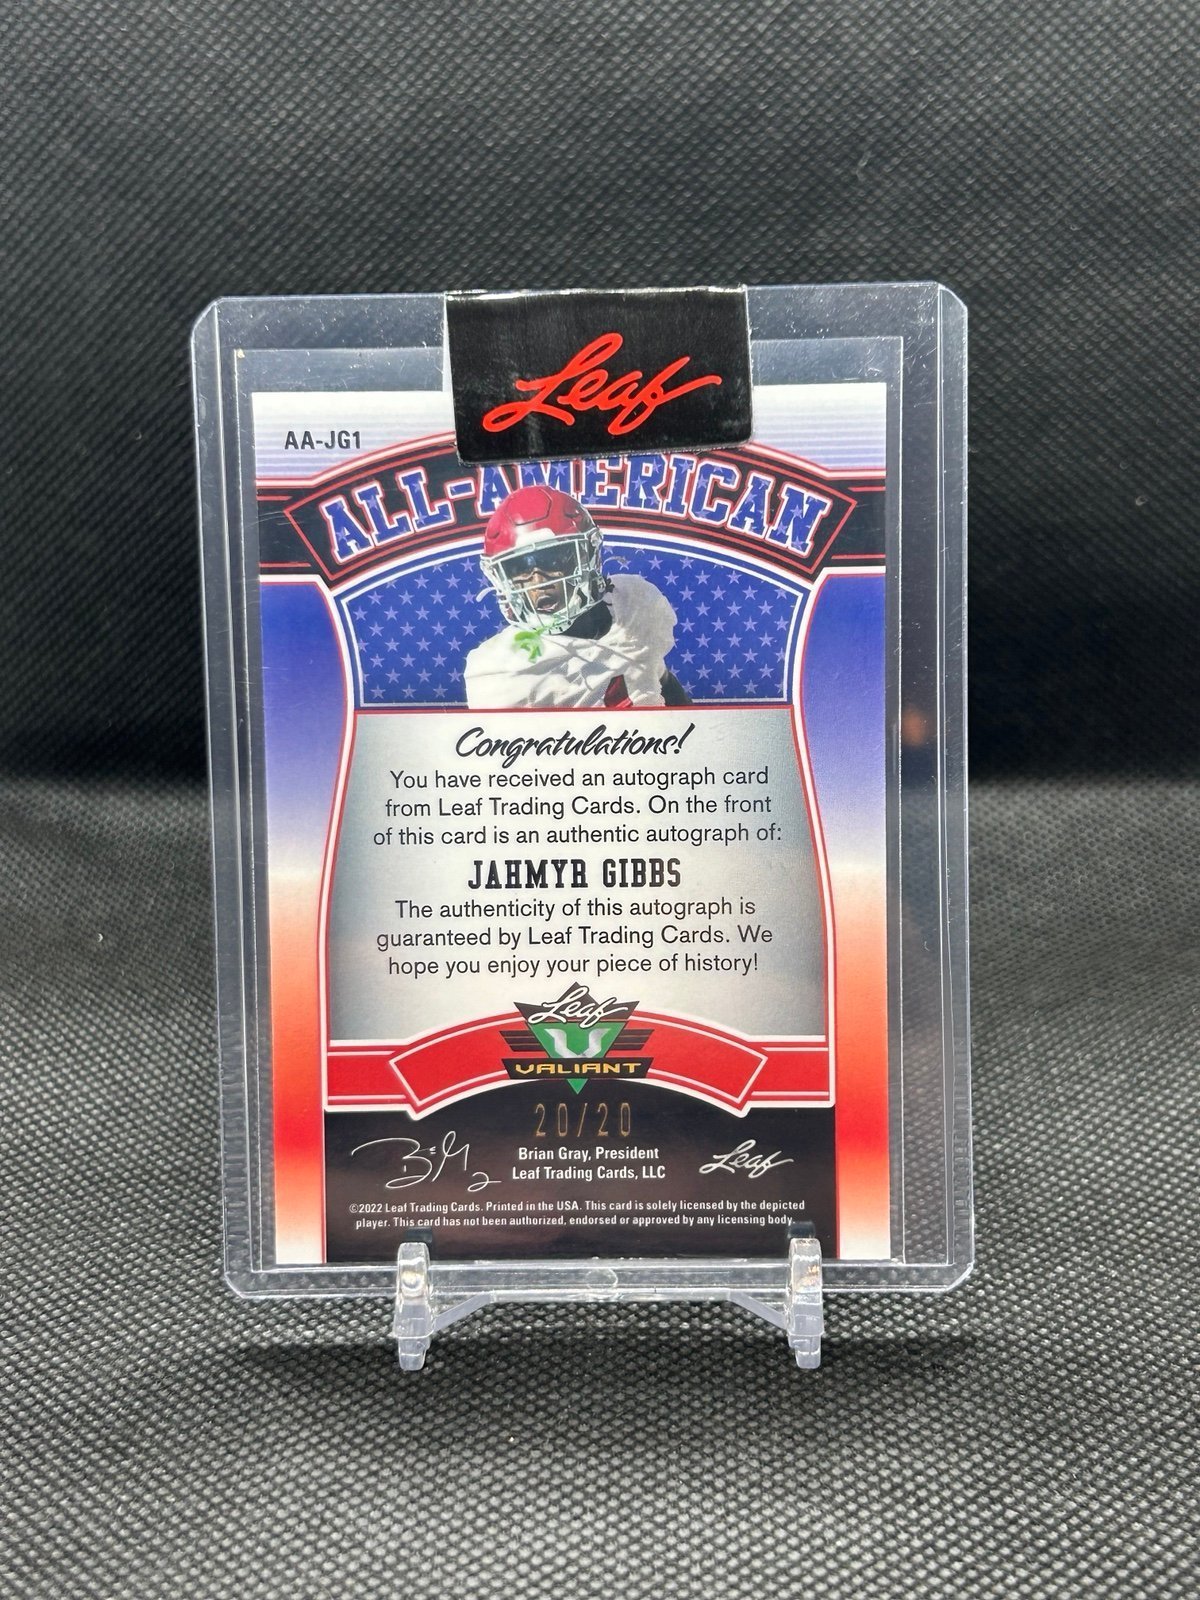 Leaf
AA-JG1
ALL-AMERICAN
Congratulations!
You have received an autograph card
from Leaf Trading Cards. On the front
of this card is an authentic autograph of:
JAHMYR GIBBS
The authenticity of this autograph is
guaranteed by Leaf Trading Cards. We
hope you enjoy your piece of history!
Leaf
V
VALIANT
20/20
Brian Gray, President
Leaf Trading Cards, LLC
Leaf
©2022 Leaf Trading Cards. Printed in the USA. This card is solely licensed by the depicted
player. This card has not been authorized, endorsed or approved by any licensing body.